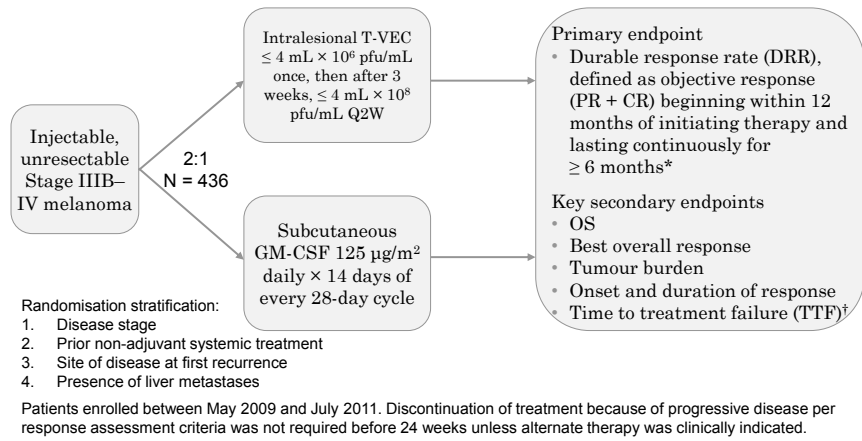 Injectable,
unresectable
Stage IIIB–
IV melanoma
2:1
N = 436
Intralesional T-VEC
≤ 4 mL × 10⁶ pfu/mL
once, then after 3
weeks, ≤ 4 mL × 10⁸
pfu/mL Q2W
Subcutaneous
GM-CSF 125 µg/m²
daily × 14 days of
every 28-day cycle
Primary endpoint
• Durable response rate (DRR),
defined as objective response
(PR + CR) beginning within 12
months of initiating therapy and
lasting continuously for
≥ 6 months*
Key secondary endpoints
• OS
• Best overall response
• Tumour burden
• Onset and duration of response
• Time to treatment failure (TTF)†
Randomisation stratification:
1. Disease stage
2. Prior non-adjuvant systemic treatment
3. Site of disease at first recurrence
4. Presence of liver metastases
Patients enrolled between May 2009 and July 2011. Discontinuation of treatment because of progressive disease per
response assessment criteria was not required before 24 weeks unless alternate therapy was clinically indicated.